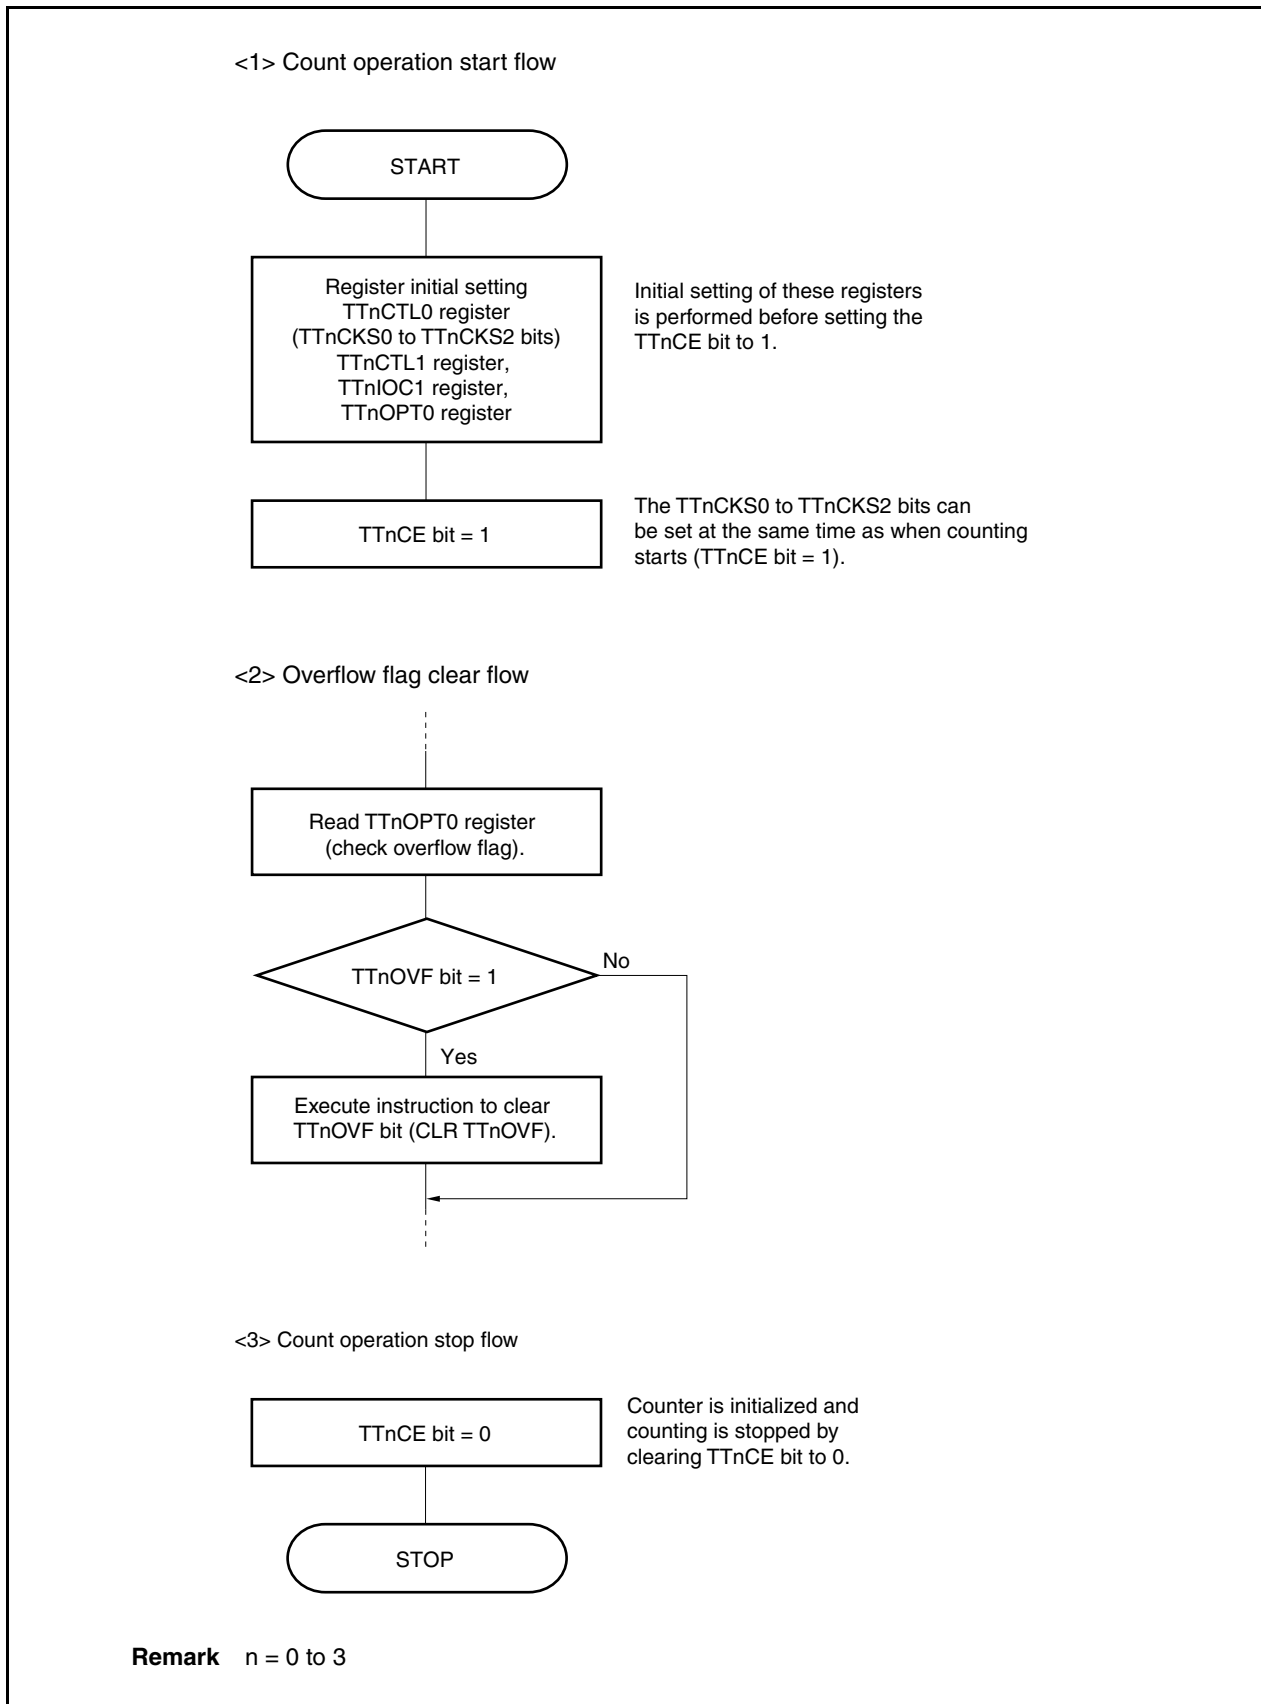 <1> Count operation start flow
START
Register initial setting
TTnCTL0 register
(TTnCKS0 to TTnCKS2 bits)
TTnCTL1 register,
TTnIOC1 register,
TTnOPT0 register
Initial setting of these registers
is performed before setting the
TTnCE bit to 1.
TTnCE bit = 1
The TTnCKS0 to TTnCKS2 bits can
be set at the same time as when counting
starts (TTnCE bit = 1).
<2> Overflow flag clear flow
Read TTnOPT0 register
(check overflow flag).
TTnOVF bit = 1
No
Yes
Execute instruction to clear
TTnOVF bit (CLR TTnOVF).
<3> Count operation stop flow
TTnCE bit = 0
Counter is initialized and
counting is stopped by
clearing TTnCE bit to 0.
STOP
Remark n = 0 to 3